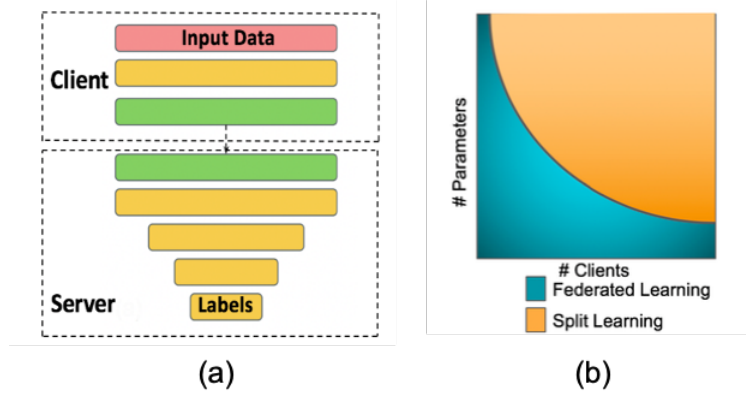 Input Data
Client
Server
Labels
(a)
# Parameters
# Clients
Federated Learning
Split Learning
(b)